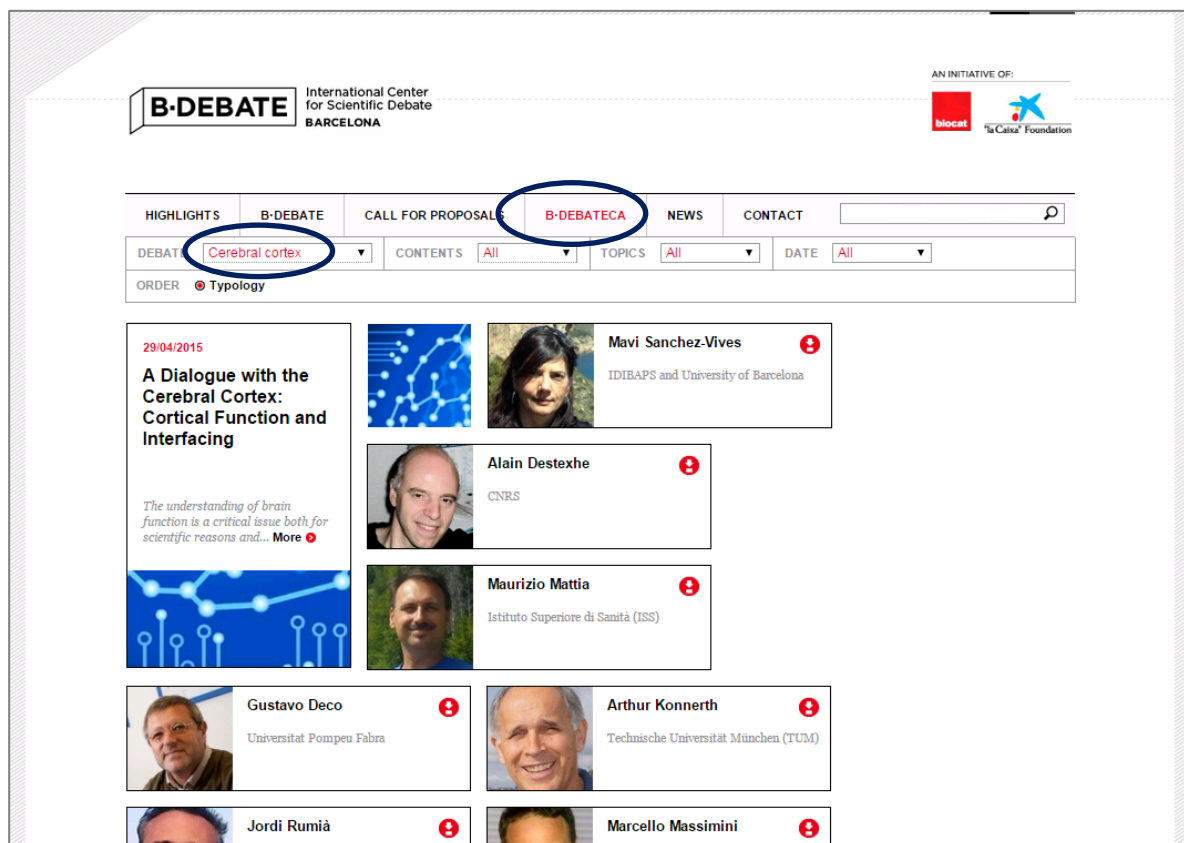 AN INITIATIVE OF:
B·DEBATE
International Center
for Scientific Debate
BARCELONA
biocat
"la Caixa" Foundation
HIGHLIGHTS B·DEBATE CALL FOR PROPOSALS B·DEBATECA NEWS CONTACT
DEBATE Cerebral cortex CONTENTS All TOPICS All DATE All
ORDER Typology
29/04/2015
A Dialogue with the
Cerebral Cortex:
Cortical Function and
Interfacing
The understanding of brain
function is a critical issue both for
scientific reasons and... More
Mavi Sanchez-Vives
IDIBAPS and University of Barcelona
Alain Destexhe
CNRS
Maurizio Mattia
Istituto Superiore di Sanità (ISS)
Gustavo Deco
Universitat Pompeu Fabra
Arthur Konnerth
Technische Universität München (TUM)
Jordi Rumià
Marcello Massimini